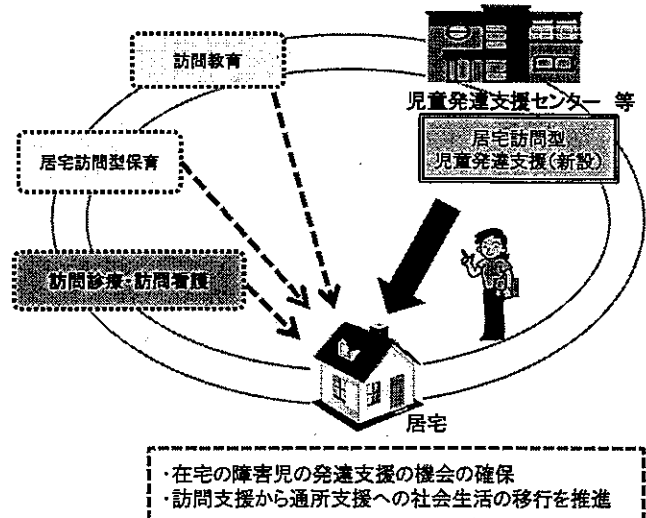 訪問教育
児童発達支援センター 等
居宅訪問型
児童発達支援(新設)
居宅訪問型保育
訪問診療・訪問看護
居宅
・在宅の障害児の発達支援の機会の確保
・訪問支援から通所支援への社会生活の移行を推進